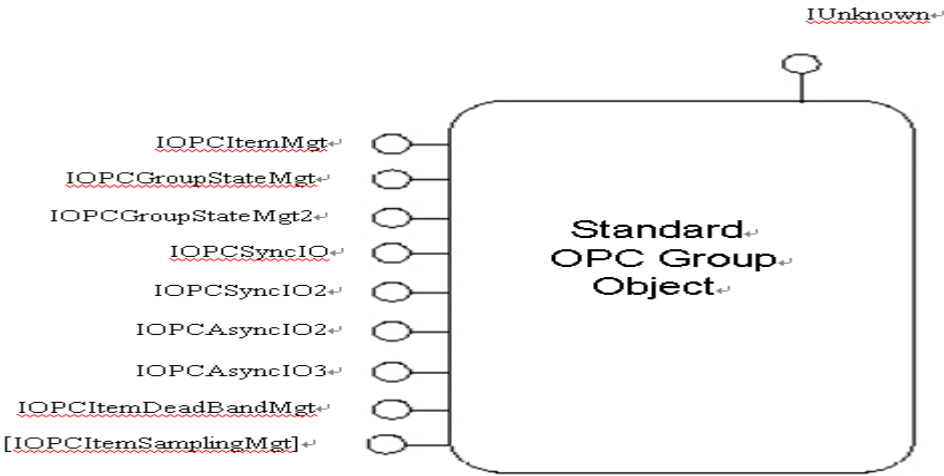 IUnknown
IOPCItemMgt
IOPCGroupStateMgt
IOPCGroupStateMgt2
IOPCSyncIO
IOPCSyncIO2
IOPCAsyncIO2
IOPCAsyncIO3
IOPCItemDeadBandMgt
[IOPCItemSamplingMgt]
Standard
OPC Group
Object